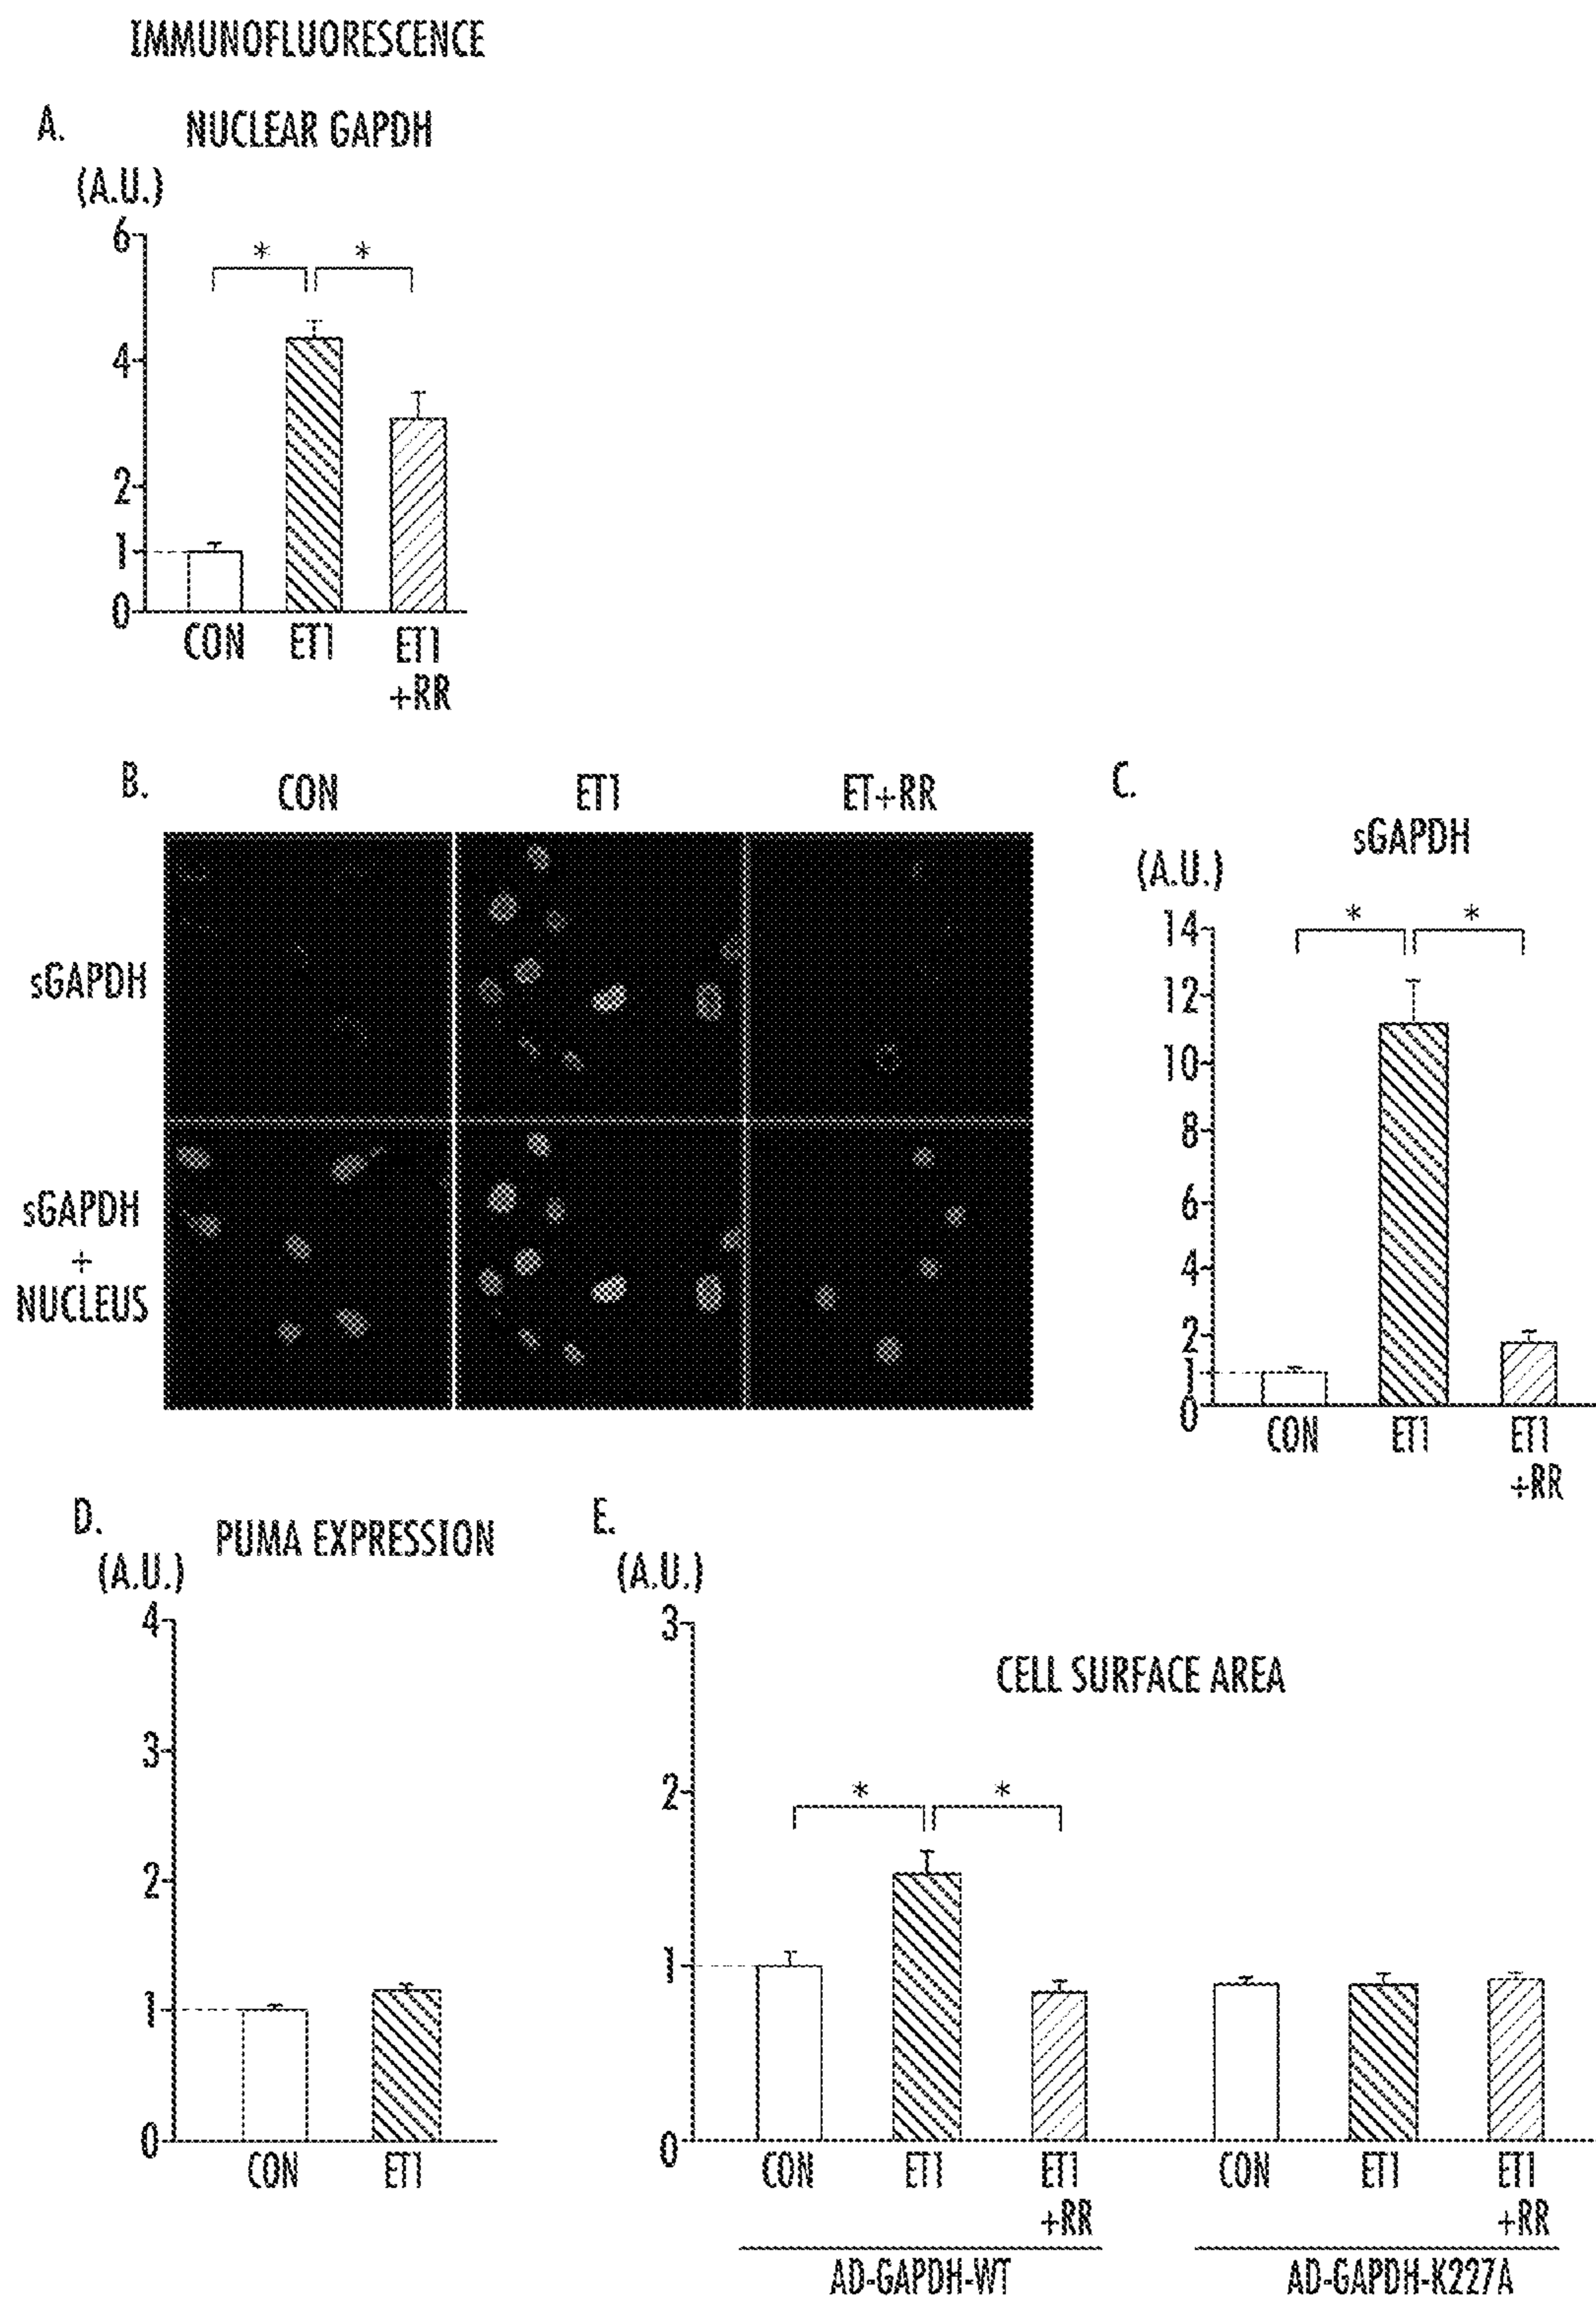 IMMUNOFLUORESCENCE
A.
NUCLEAR GAPDH
(A.U.)
6
* *
4
2
1
0
CON ET1 ET1
+RR
B.
CON ET1 ET+RR
sGAPDH
sGAPDH
+
NUCLEUS
C.
sGAPDH
(A.U.)
14
* *
12
10
8
6
4
2
1
0
CON ET1 ET1
+RR
D.
PUMA EXPRESSION
(A.U.)
4
3
2
1
0
CON ET1
E.
(A.U.)
3
CELL SURFACE AREA
2
* *
1
0
CON ET1 ET1 CON ET1 ET1
+RR +RR
AD-GAPDH-WT AD-GAPDH-K227A